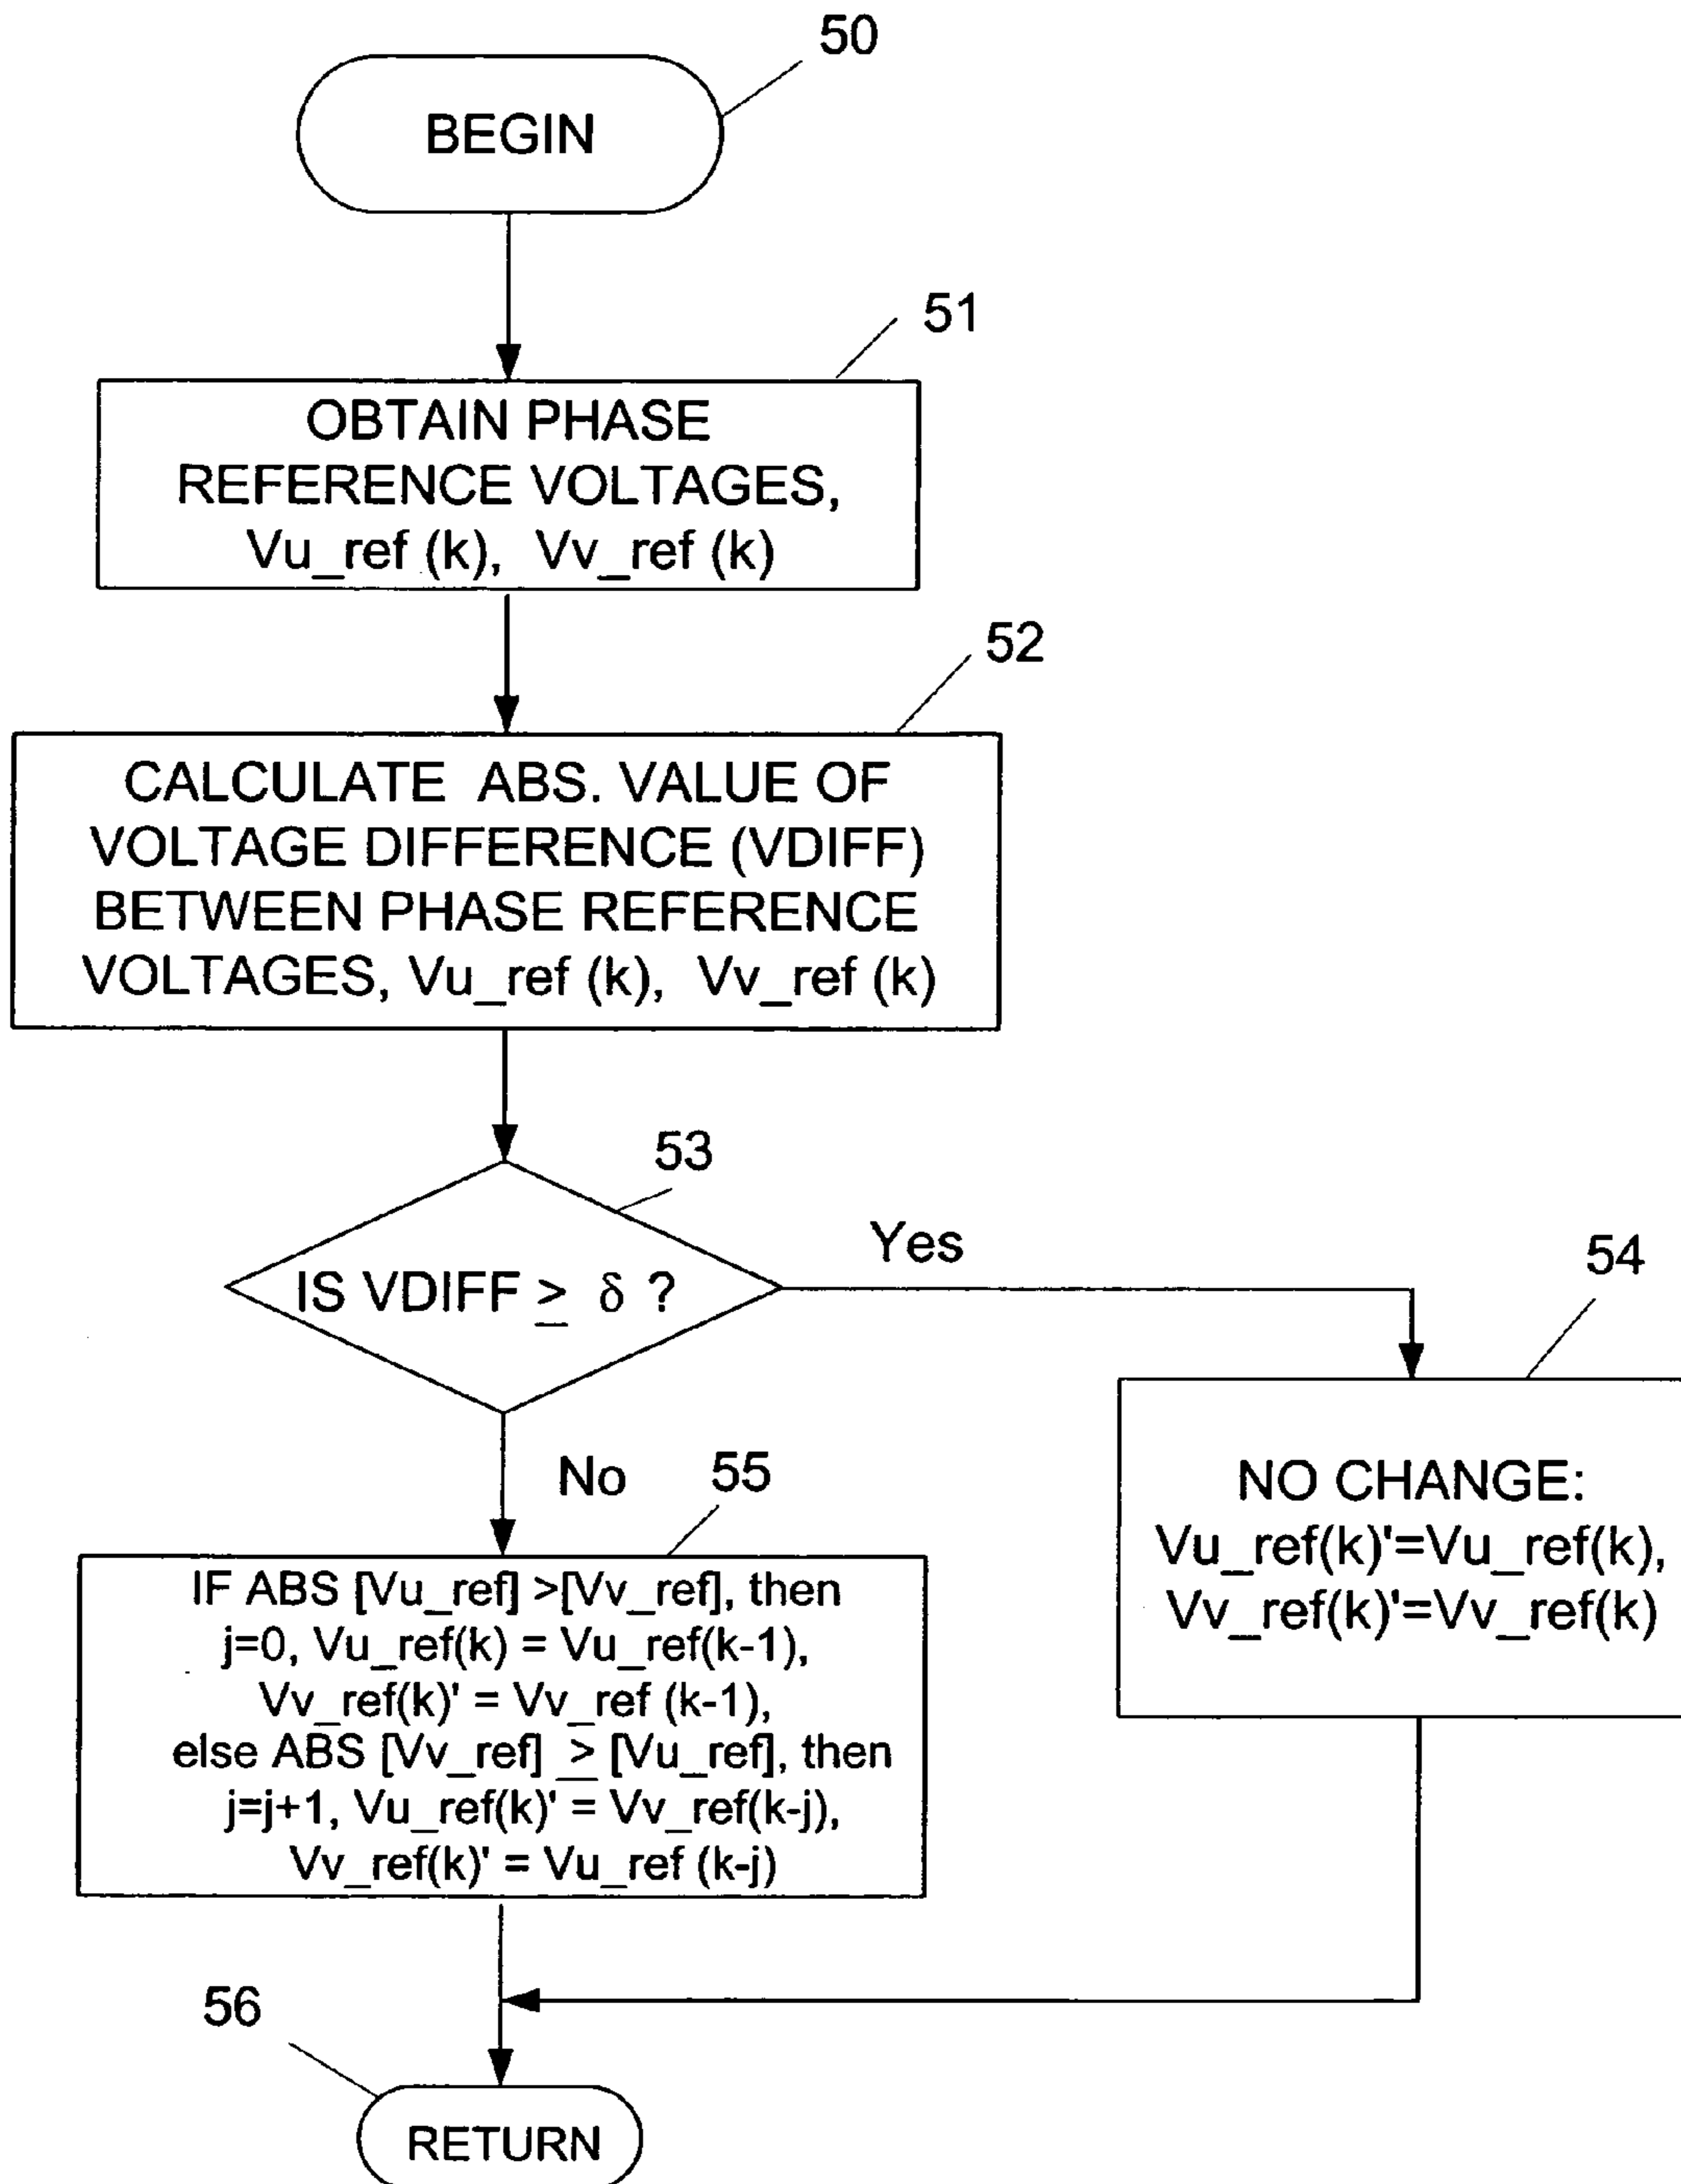 50
BEGIN
51
OBTAIN PHASE
REFERENCE VOLTAGES,
Vu_ref (k), Vv_ref (k)
52
CALCULATE ABS. VALUE OF
VOLTAGE DIFFERENCE (VDIFF)
BETWEEN PHASE REFERENCE
VOLTAGES, Vu_ref (k), Vv_ref (k)
53
IS VDIFF ≥ δ ?
Yes
54
NO CHANGE:
Vu_ref(k)'=Vu_ref(k),
Vv_ref(k)'=Vv_ref(k)
No
55
IF ABS [Vu_ref] >[Vv_ref], then
j=0, Vu_ref(k) = Vu_ref(k-1),
Vv_ref(k)' = Vv_ref (k-1),
else ABS [Vv_ref] ≥ [Vu_ref], then
j=j+1, Vu_ref(k)' = Vv_ref(k-j),
Vv_ref(k)' = Vu_ref (k-j)
56
RETURN